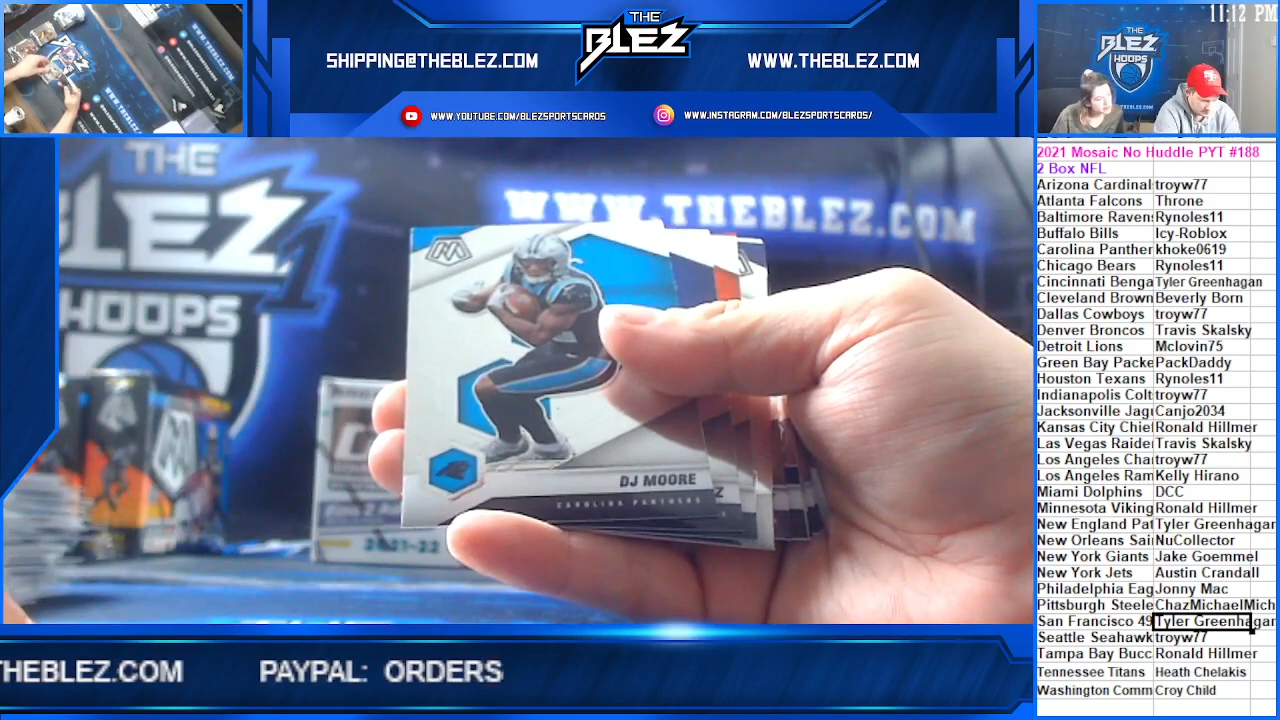 THE
BLEZ
SHIPPING@THEBLEZ.COM
WWW.THEBLEZ.COM
WWW.YOUTUBE.COM/BLEZSPORTSCARDS
WWW.INSTAGRAM.COM/BLEZSPORTSCARDS/
11:12 PM
THE
BLEZ
HOOPS
THE
LEZ
HOOPS
1
WWW.THEBLEZ.COM
DJ MOORE
CAROLINA PANTHERS
2021-22
THEBLEZ.COM PAYPAL: ORDERS
2021 Mosaic No Huddle PYT #188
2 Box NFL
Arizona Cardinal troyw77
Atlanta Falcons Throne
Baltimore Ravens Rynoles11
Buffalo Bills Icy-Roblox
Carolina Panther khoke0619
Chicago Bears Rynoles11
Cincinnati Benga Tyler Greenhagan
Cleveland Brown Beverly Born
Dallas Cowboys troyw77
Denver Broncos Travis Skalsky
Detroit Lions Mclovin75
Green Bay Packe PackDaddy
Houston Texans Rynoles11
Indianapolis Colt troyw77
Jacksonville Jagu Canjo2034
Kansas City Chief Ronald Hillmer
Las Vegas Raide Travis Skalsky
Los Angeles Cha troyw77
Los Angeles Ram Kelly Hirano
Miami Dolphins DCC
Minnesota Viking Ronald Hillmer
New England Pat Tyler Greenhagan
New Orleans Sai NuCollector
New York Giants Jake Goemmel
New York Jets Austin Crandall
Philadelphia Eag Jonny Mac
Pittsburgh Steele ChazMichaelMich
San Francisco 49 Tyler Greenhagan
Seattle Seahawk troyw77
Tampa Bay Bucc Ronald Hillmer
Tennessee Titans Heath Chelakis
Washington Comm Croy Child